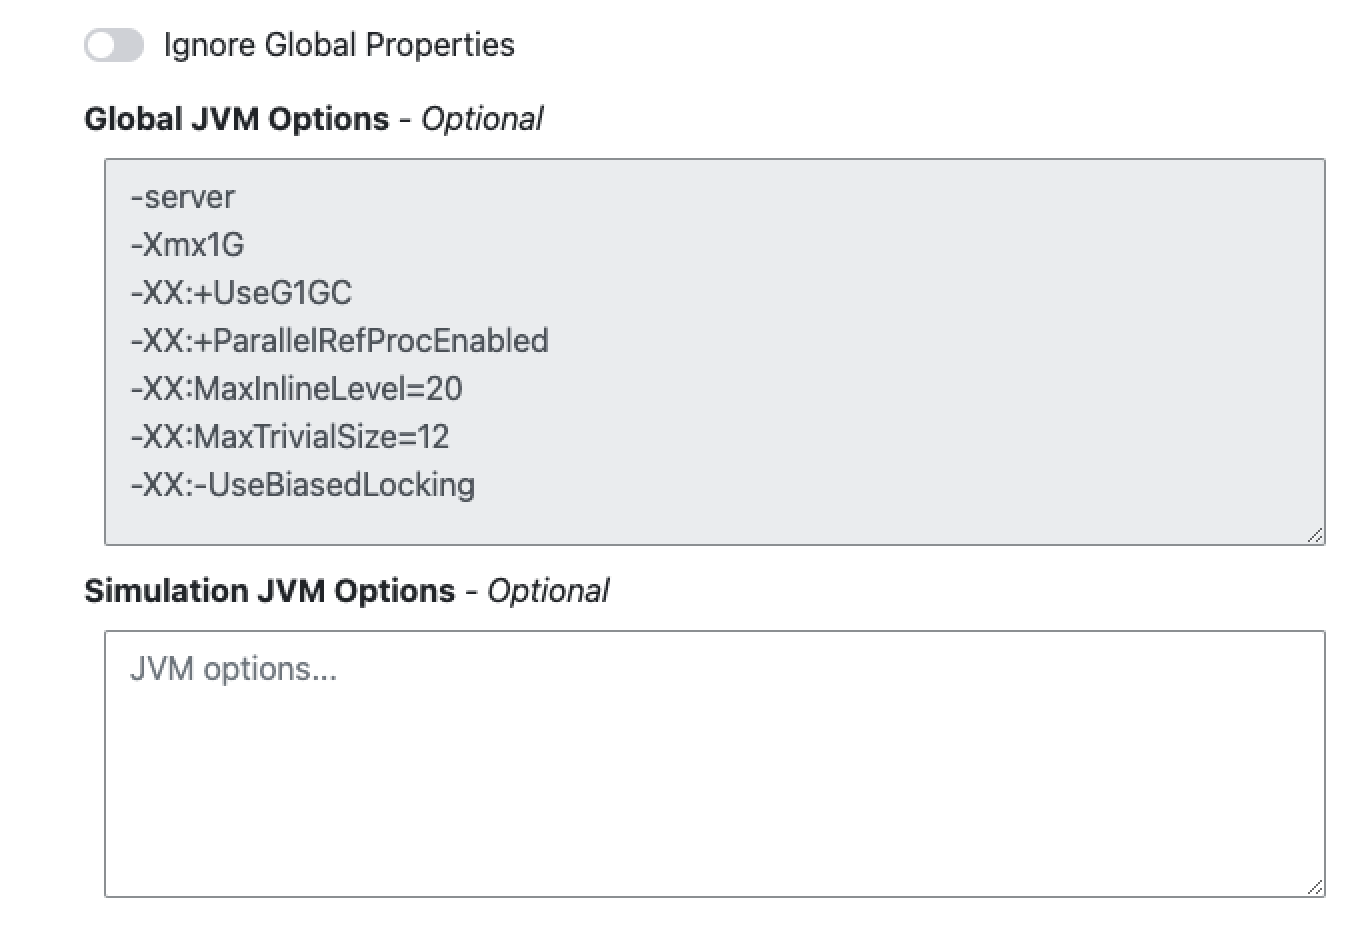 Ignore Global Properties
Global JVM Options - Optional
-server
-Xmx1G
-XX:+UseG1GC
-XX:+ParallelRefProcEnabled
-XX:MaxInlineLevel=20
-XX:MaxTrivialSize=12
-XX:-UseBiasedLocking
Simulation JVM Options - Optional
JVM options...